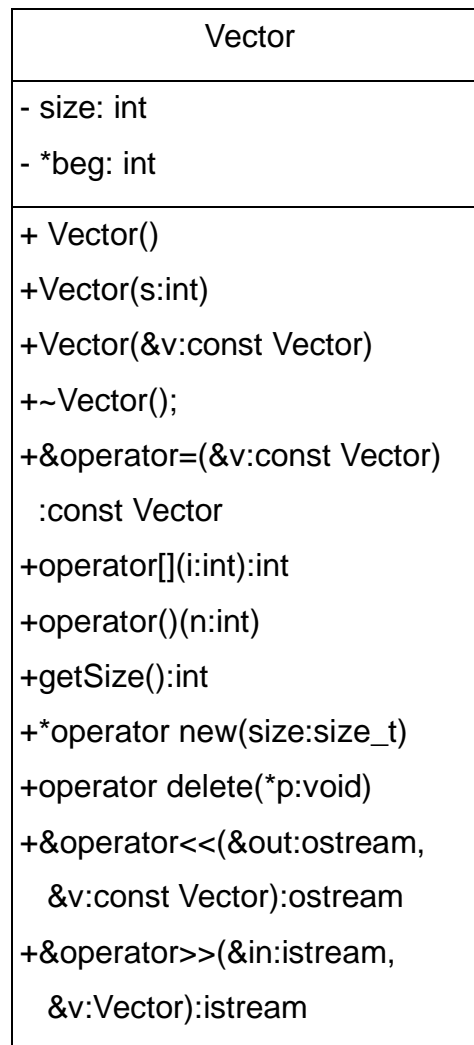 Vector
- size: int
- *beg: int
+ Vector()
+Vector(s:int)
+Vector(&v:const Vector)
+~Vector();
+&operator=(&v:const Vector)
:const Vector
+operator[](i:int):int
+operator()(n:int)
+getSize():int
+*operator new(size:size_t)
+operator delete(*p:void)
+&operator<<(&out:ostream,
&v:const Vector):ostream
+&operator>>(&in:istream,
&v:Vector):istream